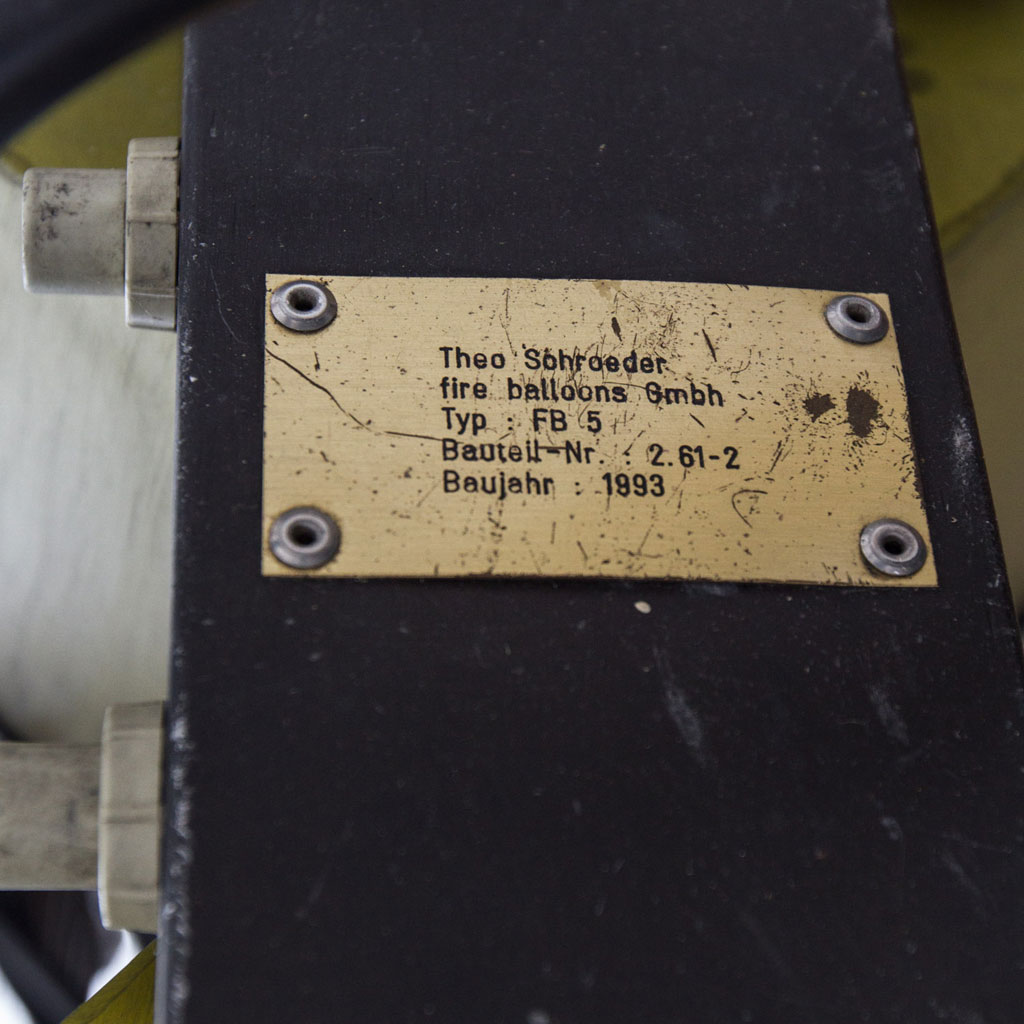 Theo Schroeder
fire balloons Gmbh
Typ : FB 5
Bauteil-Nr. : 2.61-2
Baujahr : 1993